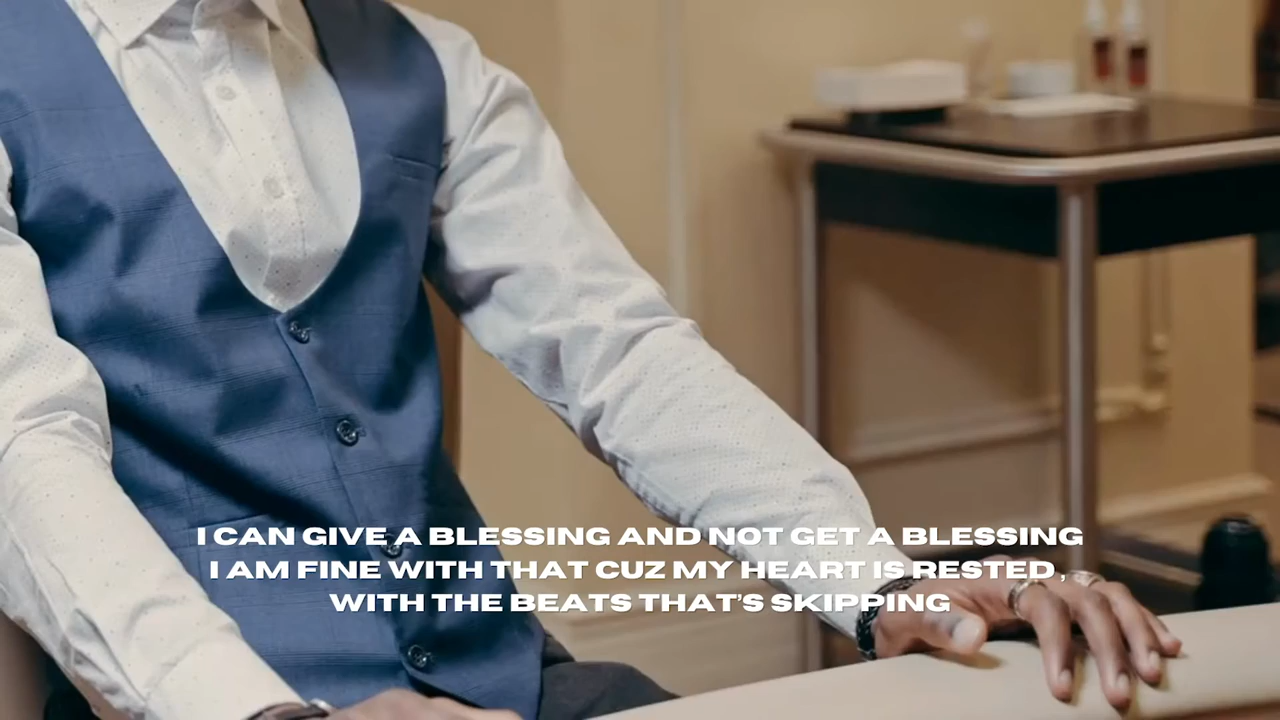 I CAN GIVE A BLESSING AND NOT GET A BLESSING
I AM FINE WITH THAT CUZ MY HEART IS RESTED,
WITH THE BEATS THAT'S SKIPPING